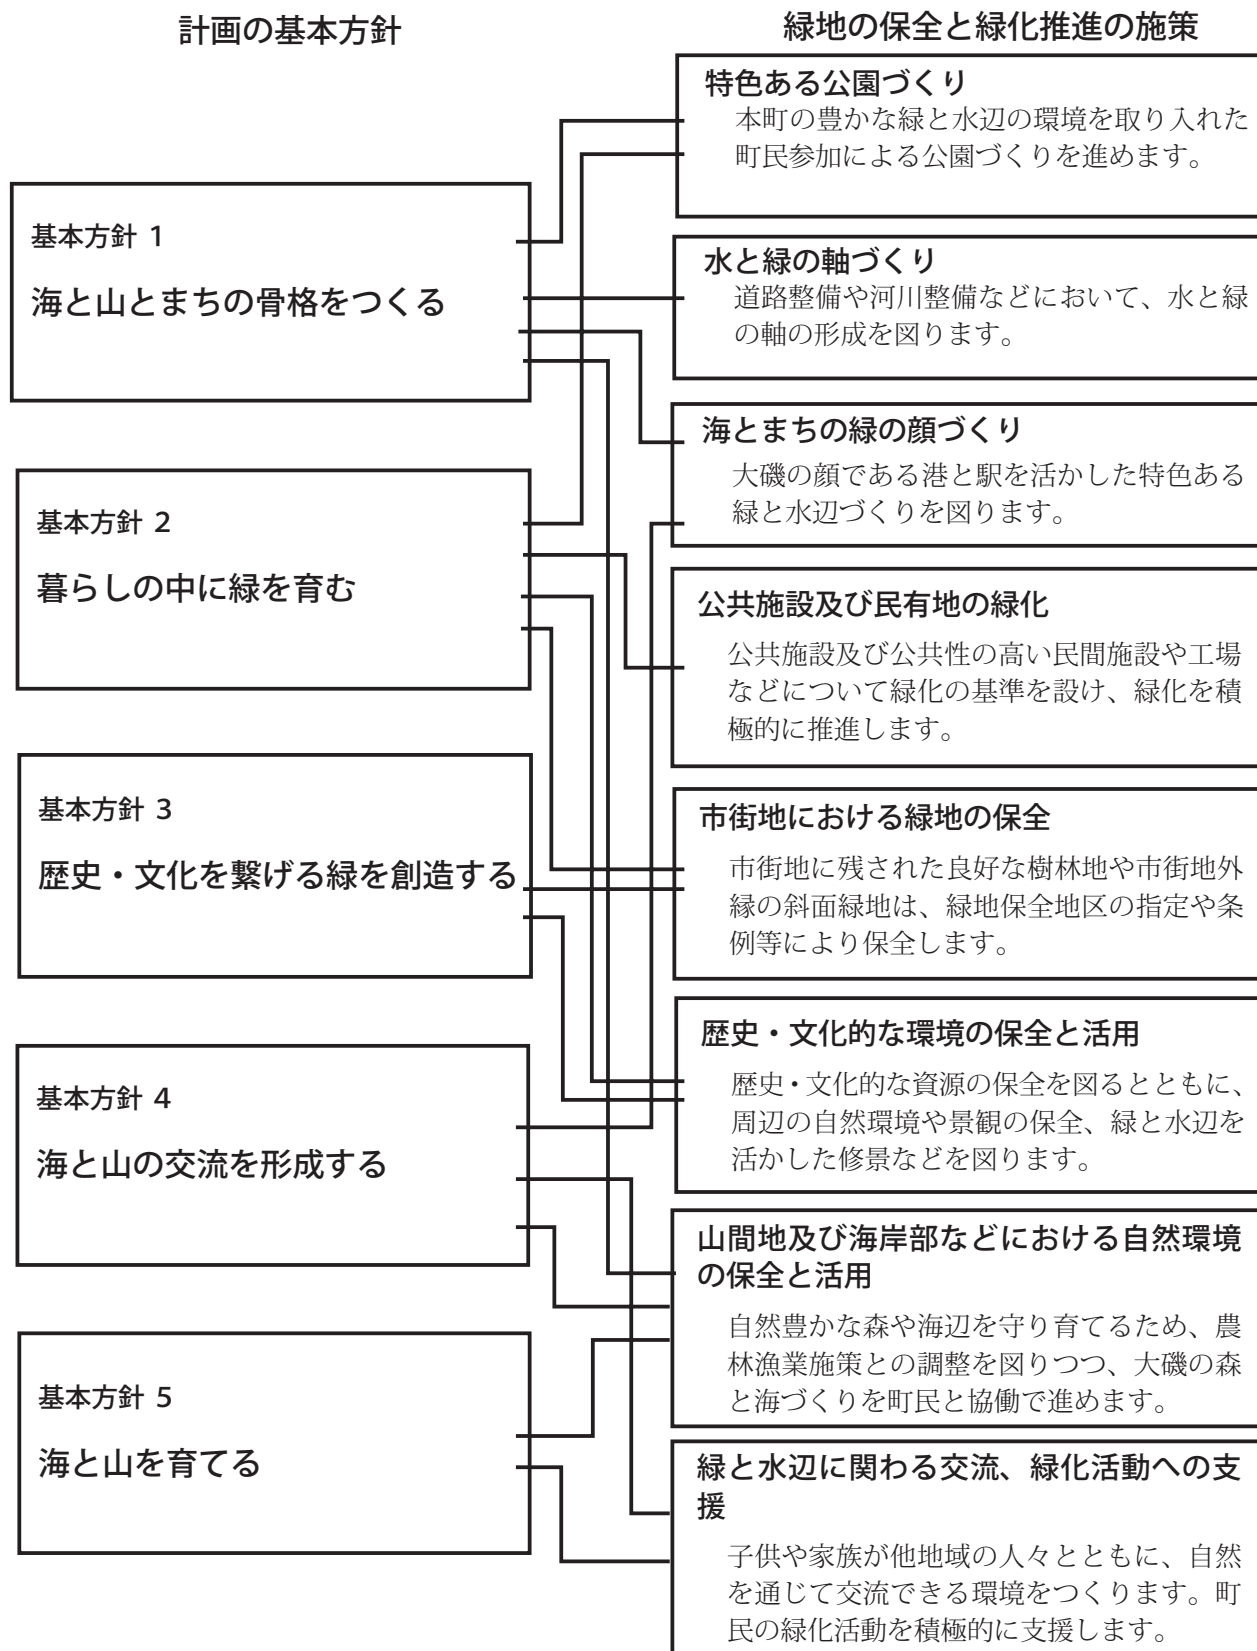 計画の基本方針
緑地の保全と緑化推進の施策
基本方針 1
海と山とまちの骨格をつくる
基本方針 2
暮らしの中に緑を育む
基本方針 3
歴史・文化を繋げる緑を創造する
基本方針 4
海と山の交流を形成する
基本方針 5
海と山を育てる
特色ある公園づくり
本町の豊かな緑と水辺の環境を取り入れた
町民参加による公園づくりを進めます。
水と緑の軸づくり
道路整備や河川整備などにおいて、水と緑
の軸の形成を図ります。
海とまちの緑の顔づくり
大磯の顔である港と駅を活かした特色ある
緑と水辺づくりを図ります。
公共施設及び民有地の緑化
公共施設及び公共性の高い民間施設や工場
などについて緑化の基準を設け、緑化を積
極的に推進します。
市街地における緑地の保全
市街地に残された良好な樹林地や市街地外
縁の斜面緑地は、緑地保全地区の指定や条
例等により保全します。
歴史・文化的な環境の保全と活用
歴史・文化的な資源の保全を図るとともに、
周辺の自然環境や景観の保全、緑と水辺を
活かした修景などを図ります。
山間地及び海岸部などにおける自然環境
の保全と活用
自然豊かな森や海辺を守り育てるため、農
林漁業施策との調整を図りつつ、大磯の森
と海づくりを町民と協働で進めます。
緑と水辺に関わる交流、緑化活動への支
援
子供や家族が他地域の人々とともに、自然
を通じて交流できる環境をつくります。町
民の緑化活動を積極的に支援します。